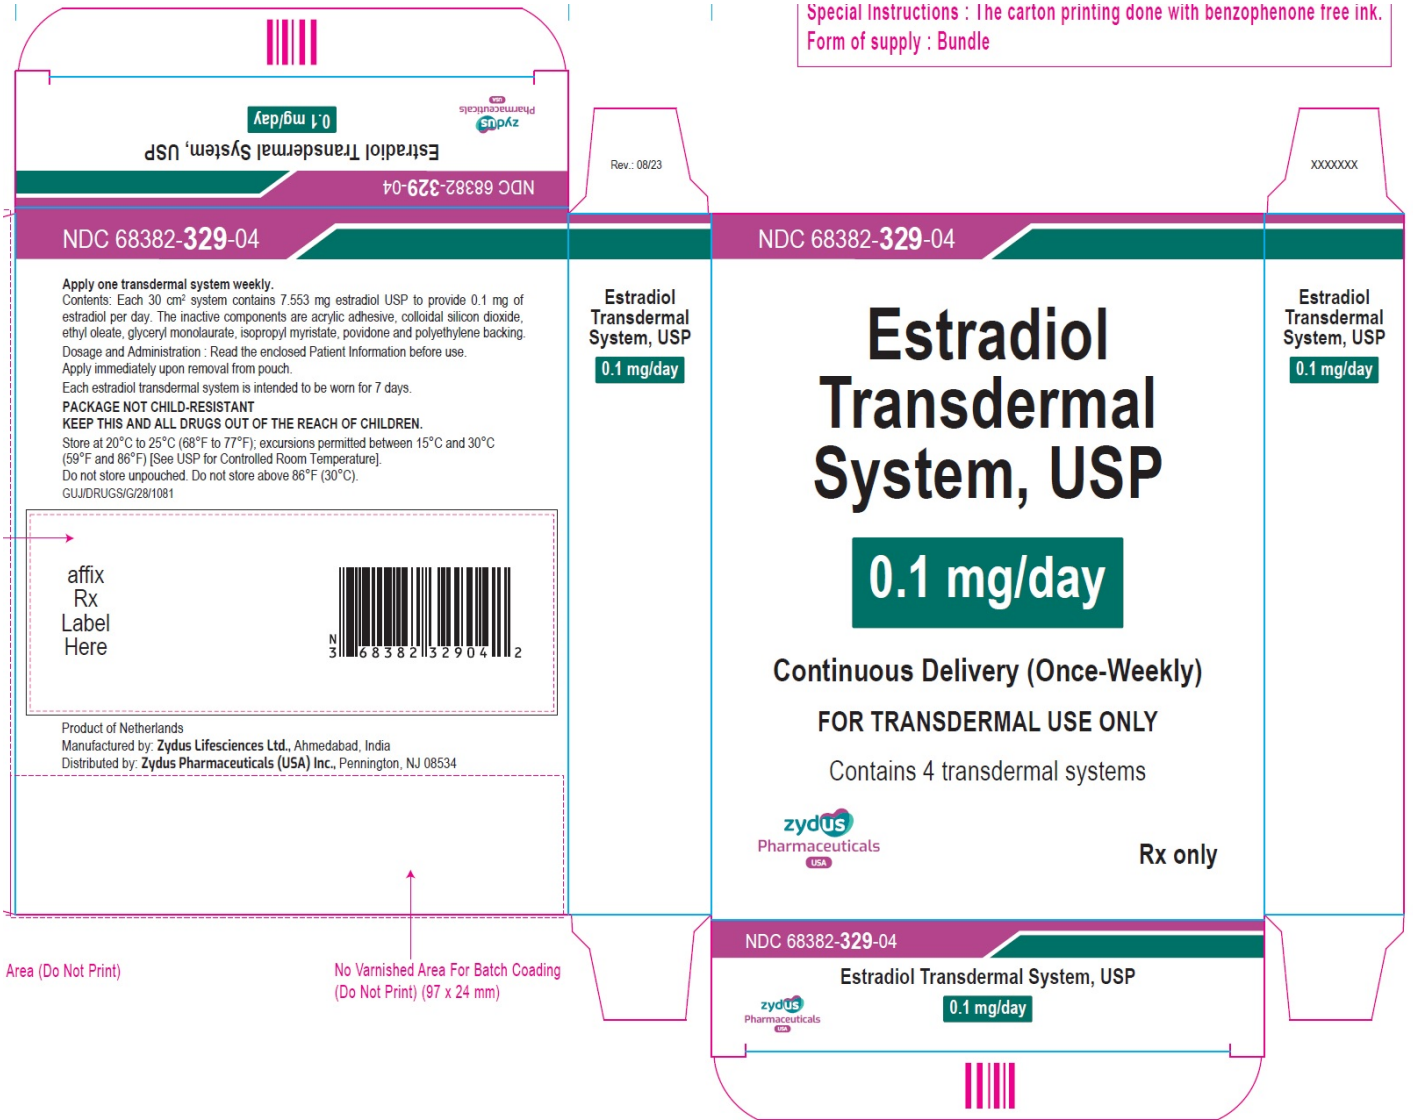 Special Instructions : The carton printing done with benzophenone free ink.
Form of supply : Bundle
zydus
Pharmaceuticals
USA
0.1 mg/day
Estradiol Transdermal System, USP
NDC 68382-329-04
Rev.: 08/23
XXXXXXX
NDC 68382-329-04
Apply one transdermal system weekly.
Contents: Each 30 cm² system contains 7.553 mg estradiol USP to provide 0.1 mg of
estradiol per day. The inactive components are acrylic adhesive, colloidal silicon dioxide,
ethyl oleate, glyceryl monolaurate, isopropyl myristate, povidone and polyethylene backing.
Dosage and Administration : Read the enclosed Patient Information before use.
Apply immediately upon removal from pouch.
Each estradiol transdermal system is intended to be worn for 7 days.
PACKAGE NOT CHILD-RESISTANT
KEEP THIS AND ALL DRUGS OUT OF THE REACH OF CHILDREN.
Store at 20°C to 25°C (68°F to 77°F); excursions permitted between 15°C and 30°C
(59°F and 86°F) [See USP for Controlled Room Temperature].
Do not store unpouched. Do not store above 86°F (30°C).
GUJ/DRUGS/G/28/1081
affix
Rx
Label
Here
N
3 68382 32904 2
Product of Netherlands
Manufactured by: Zydus Lifesciences Ltd., Ahmedabad, India
Distributed by: Zydus Pharmaceuticals (USA) Inc., Pennington, NJ 08534
Area (Do Not Print)
No Varnished Area For Batch Coading
(Do Not Print) (97 x 24 mm)
Estradiol
Transdermal
System, USP
0.1 mg/day
NDC 68382-329-04
Estradiol
Transdermal
System, USP
0.1 mg/day
Continuous Delivery (Once-Weekly)
FOR TRANSDERMAL USE ONLY
Contains 4 transdermal systems
zydus
Pharmaceuticals
USA
Rx only
Estradiol
Transdermal
System, USP
0.1 mg/day
NDC 68382-329-04
Estradiol Transdermal System, USP
0.1 mg/day
zydus
Pharmaceuticals
USA